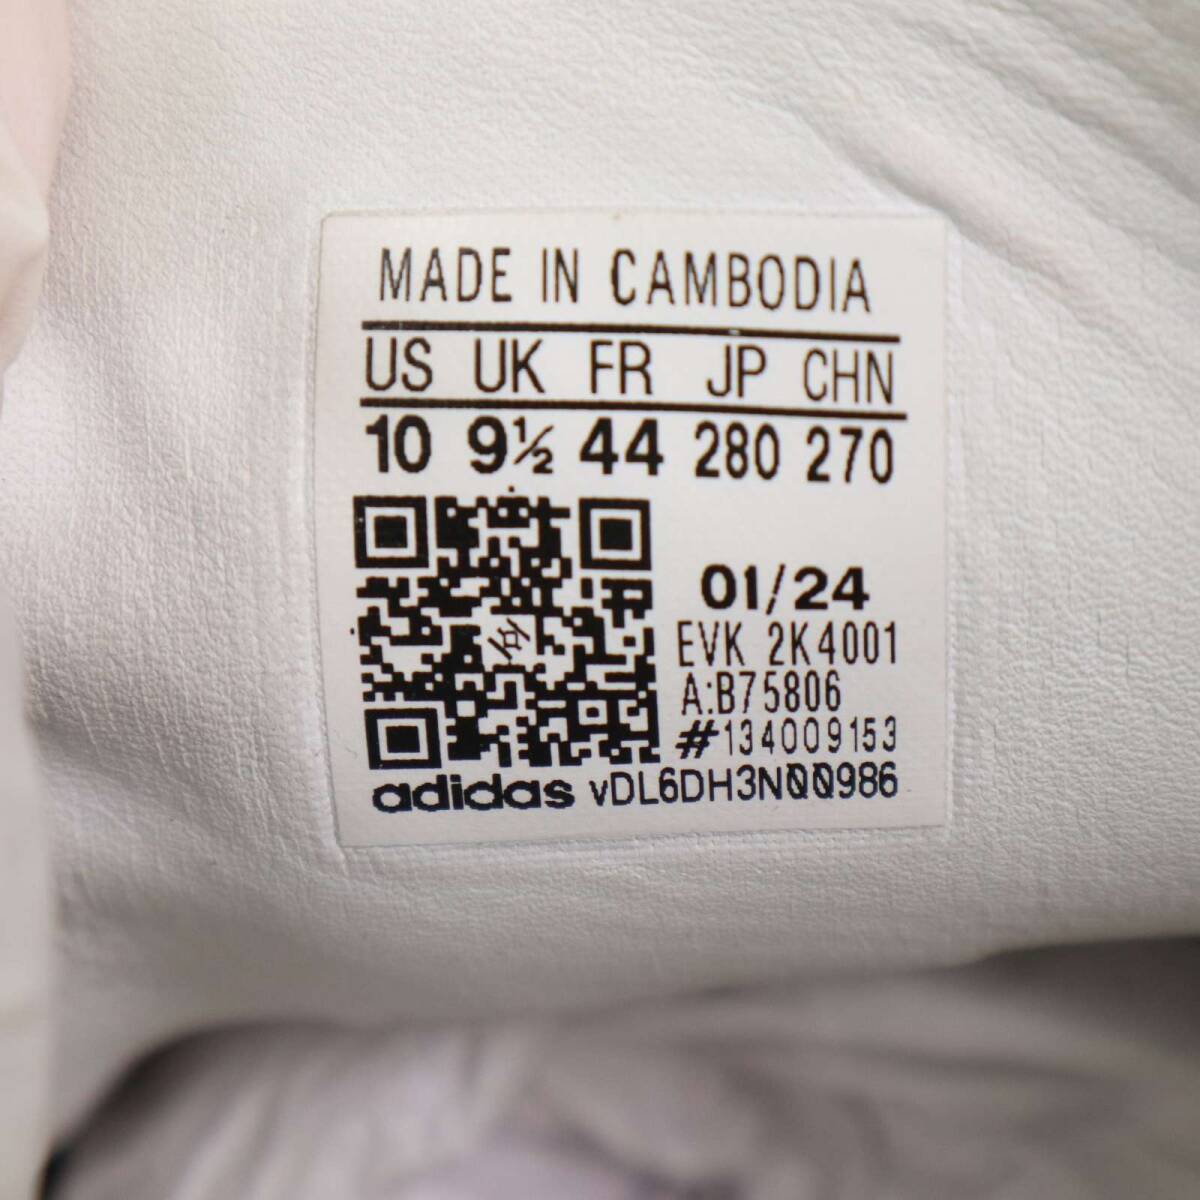 MADE IN CAMBODIA
US UK FR JP CHN
10 9½ 44 280 270
01/24
EVK 2K4001
A:B75806
#134009153
adidas vDL6DH3N00986